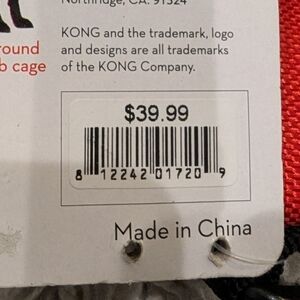 Northridge, CA. 91324
KONG and the trademark, logo
and designs are all trademarks
of the KONG Company.
round
b cage
$39.99
8 12242 01720 9
Made in China